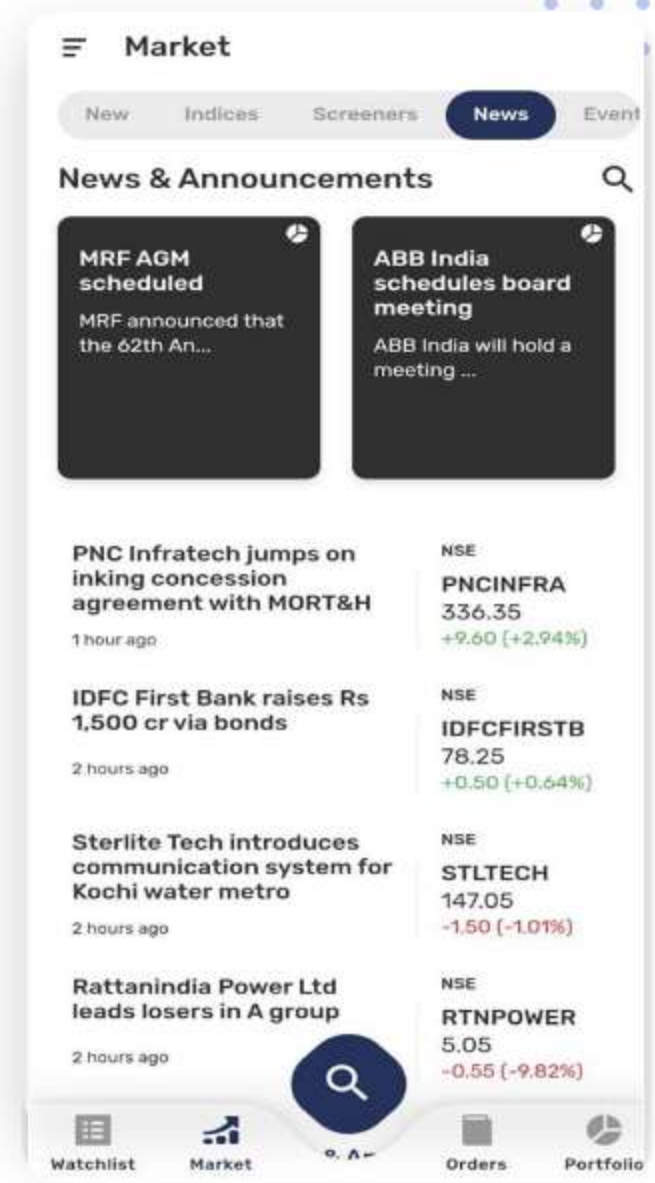 Market
New Indices Screeners News Event
News & Announcements
MRF AGM
scheduled
MRF announced that
the 62th An...
ABB India
schedules board
meeting
ABB India will hold a
meeting ...
PNC Infratech jumps on
inking concession
agreement with MORT&H
1 hour ago
NSE
PNCINFRA
336.35
+9.60 (+2.94%)
IDFC First Bank raises Rs
1,500 cr via bonds
2 hours ago
NSE
IDFCFIRSTB
78.25
+0.50 (+0.64%)
Sterlite Tech introduces
communication system for
Kochi water metro
2 hours ago
NSE
STLTECH
147.05
-1.50 (-1.01%)
Rattanindia Power Ltd
leads losers in A group
2 hours ago
NSE
RTNPOWER
5.05
-0.55 (-9.82%)
Watchlist Market Orders Portfolio